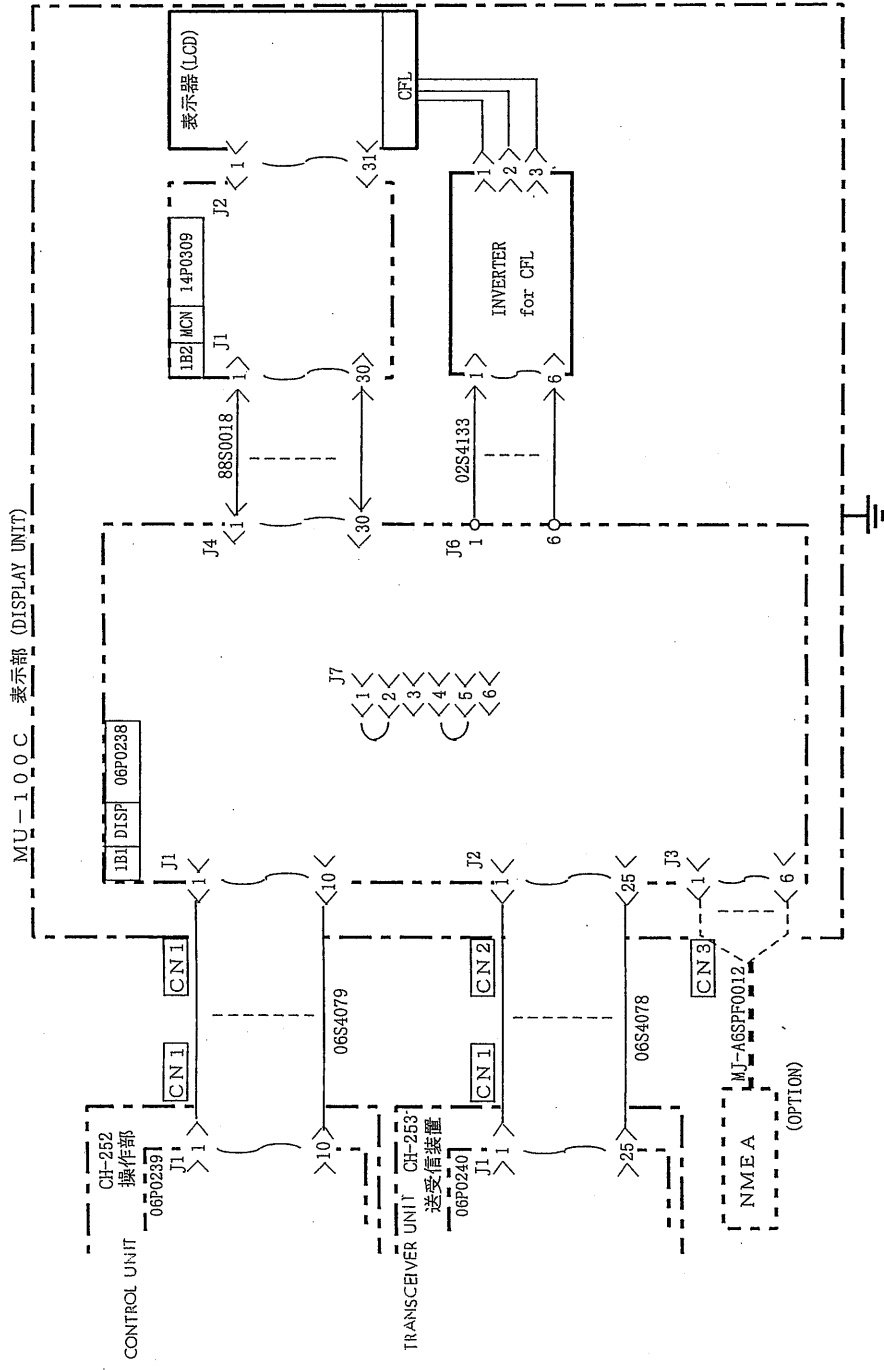 MU-100C 表示部 (DISPLAY UNIT)
CONTROL UNIT
CH-252
操作部
06P0239
J1
1
10
CN1
CN1
06S4079
TRANSCEIVER UNIT CH-253
送受信装置
06P0240
J1
1
25
CN1
CN2
06S4078
NMEA
(OPTION)
MJ-A6SPF0012
CN3
1B1 DISP 06P0238
J1
1
10
J2
1
25
J3
1
6
J7
1
2
3
4
5
6
J4
1
30
88S0018
J6
1
6
02S4133
1B2 MCN 14P0309
J1
1
30
J2
1
31
表示器(LCD)
CFL
INVERTER
for CFL
1
6
1
2
3